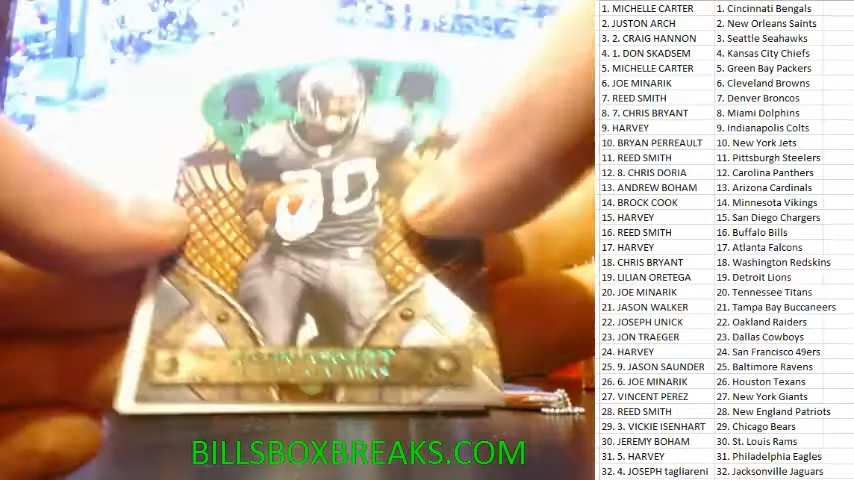 1. MICHELLE CARTER 1. Cincinnati Bengals
2. JUSTON ARCH 2. New Orleans Saints
3. 2. CRAIG HANNON 3. Seattle Seahawks
4. 1. DON SKADSEM 4. Kansas City Chiefs
5. MICHELLE CARTER 5. Green Bay Packers
6. JOE MINARIK 6. Cleveland Browns
7. REED SMITH 7. Denver Broncos
8. 7. CHRIS BRYANT 8. Miami Dolphins
9. HARVEY 9. Indianapolis Colts
10. BRYAN PERREAULT 10. New York Jets
11. REED SMITH 11. Pittsburgh Steelers
12. 8. CHRIS DORIA 12. Carolina Panthers
13. ANDREW BOHAM 13. Arizona Cardinals
14. BROCK COOK 14. Minnesota Vikings
15. HARVEY 15. San Diego Chargers
16. REED SMITH 16. Buffalo Bills
17. HARVEY 17. Atlanta Falcons
18. CHRIS BRYANT 18. Washington Redskins
19. LILIAN ORETEGA 19. Detroit Lions
20. JOE MINARIK 20. Tennessee Titans
21. JASON WALKER 21. Tampa Bay Buccaneers
22. JOSEPH UNICK 22. Oakland Raiders
23. JON TRAEGER 23. Dallas Cowboys
24. HARVEY 24. San Francisco 49ers
25. 9. JASON SAUNDER 25. Baltimore Ravens
26. 6. JOE MINARIK 26. Houston Texans
27. VINCENT PEREZ 27. New York Giants
28. REED SMITH 28. New England Patriots
29. 3. VICKIE ISENHART 29. Chicago Bears
30. JEREMY BOHAM 30. St. Louis Rams
31. 5. HARVEY 31. Philadelphia Eagles
32. 4. JOSEPH tagliareni 32. Jacksonville Jaguars
30
BILLSBOXBREAKS.COM